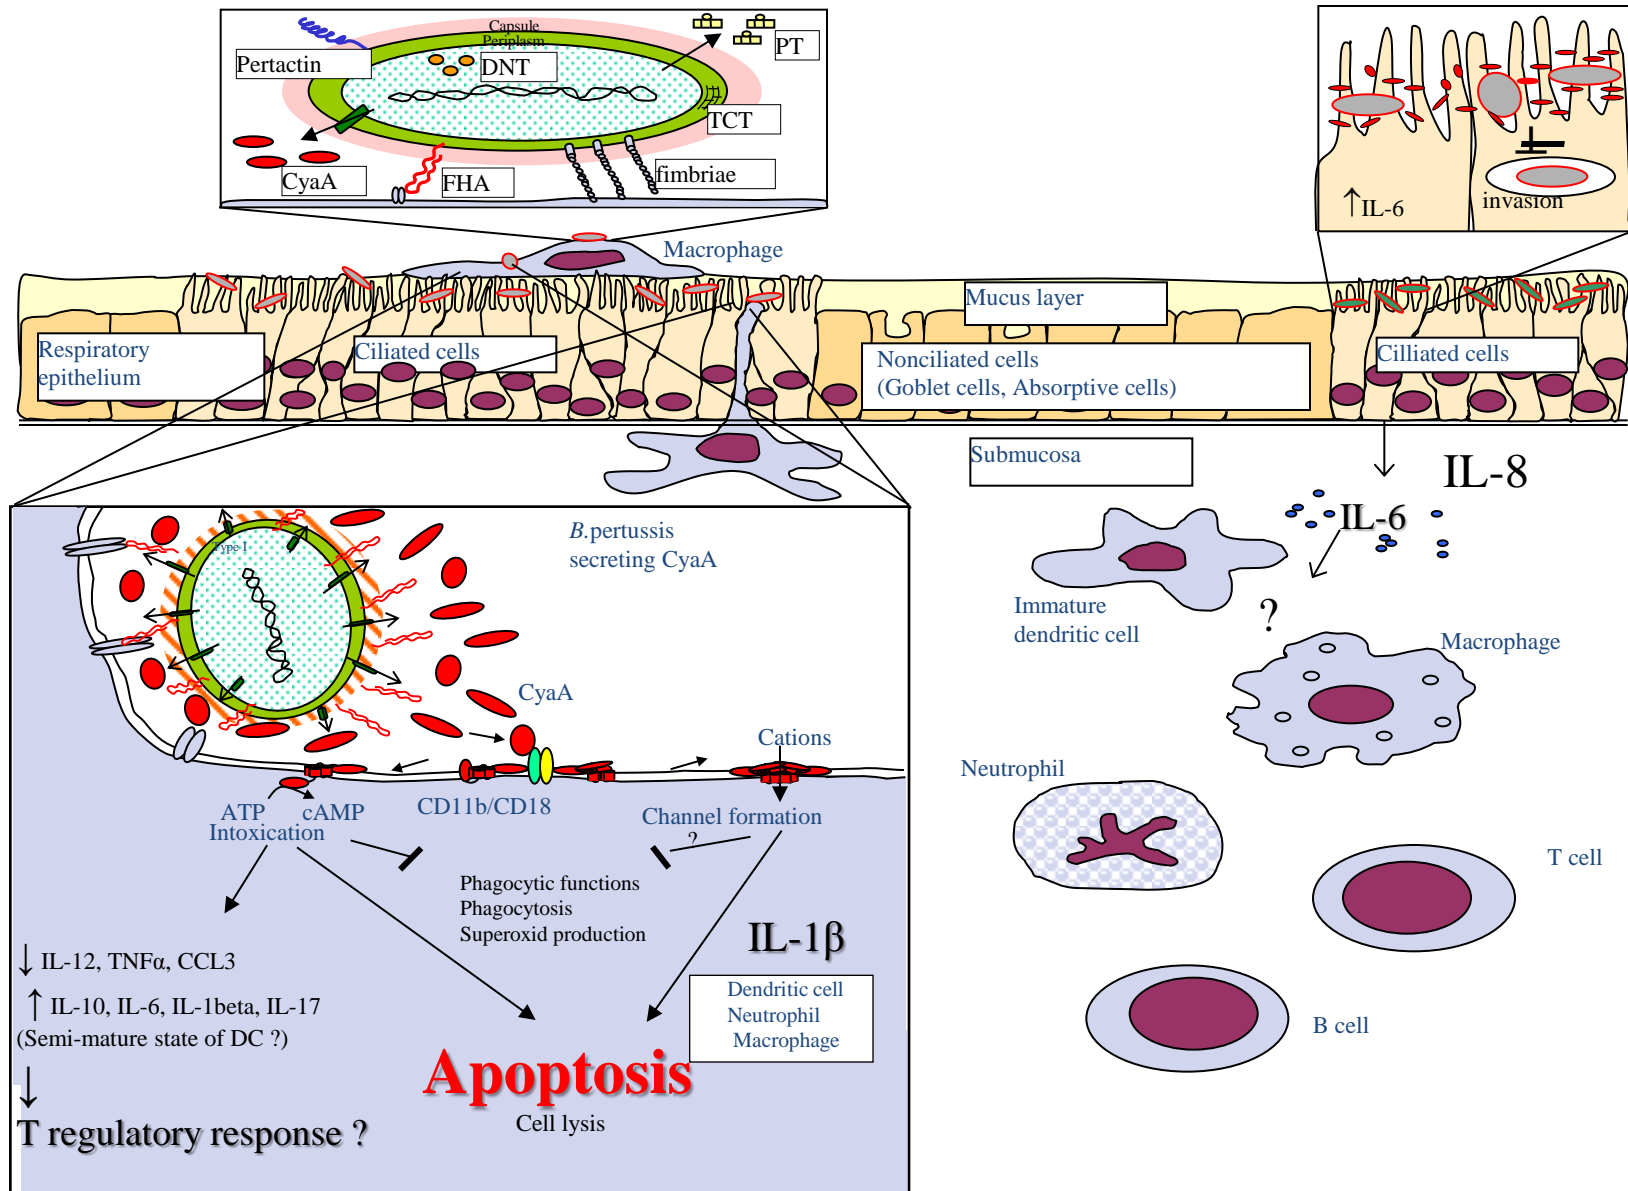 Capsule
Periplasm
Pertactin
DNT
PT
TCT
CyaA
FHA
fimbriae
↑IL-6
invasion
Macrophage
Mucus layer
Respiratory
epithelium
Ciliated cells
Nonciliated cells
(Goblet cells, Absorptive cells)
Cilliated cells
Submucosa
IL-8
IL-6
Immature
dendritic cell
?
Macrophage
Neutrophil
T cell
B cell
B.pertussis
secreting CyaA
Type I
CyaA
Cations
ATP cAMP
Intoxication
CD11b/CD18
Channel formation
?
Phagocytic functions
Phagocytosis
Superoxid production
IL-1β
↓ IL-12, TNFα, CCL3
↑ IL-10, IL-6, IL-1beta, IL-17
(Semi-mature state of DC ?)
↓
T regulatory response ?
Dendritic cell
Neutrophil
Macrophage
Apoptosis
Cell lysis